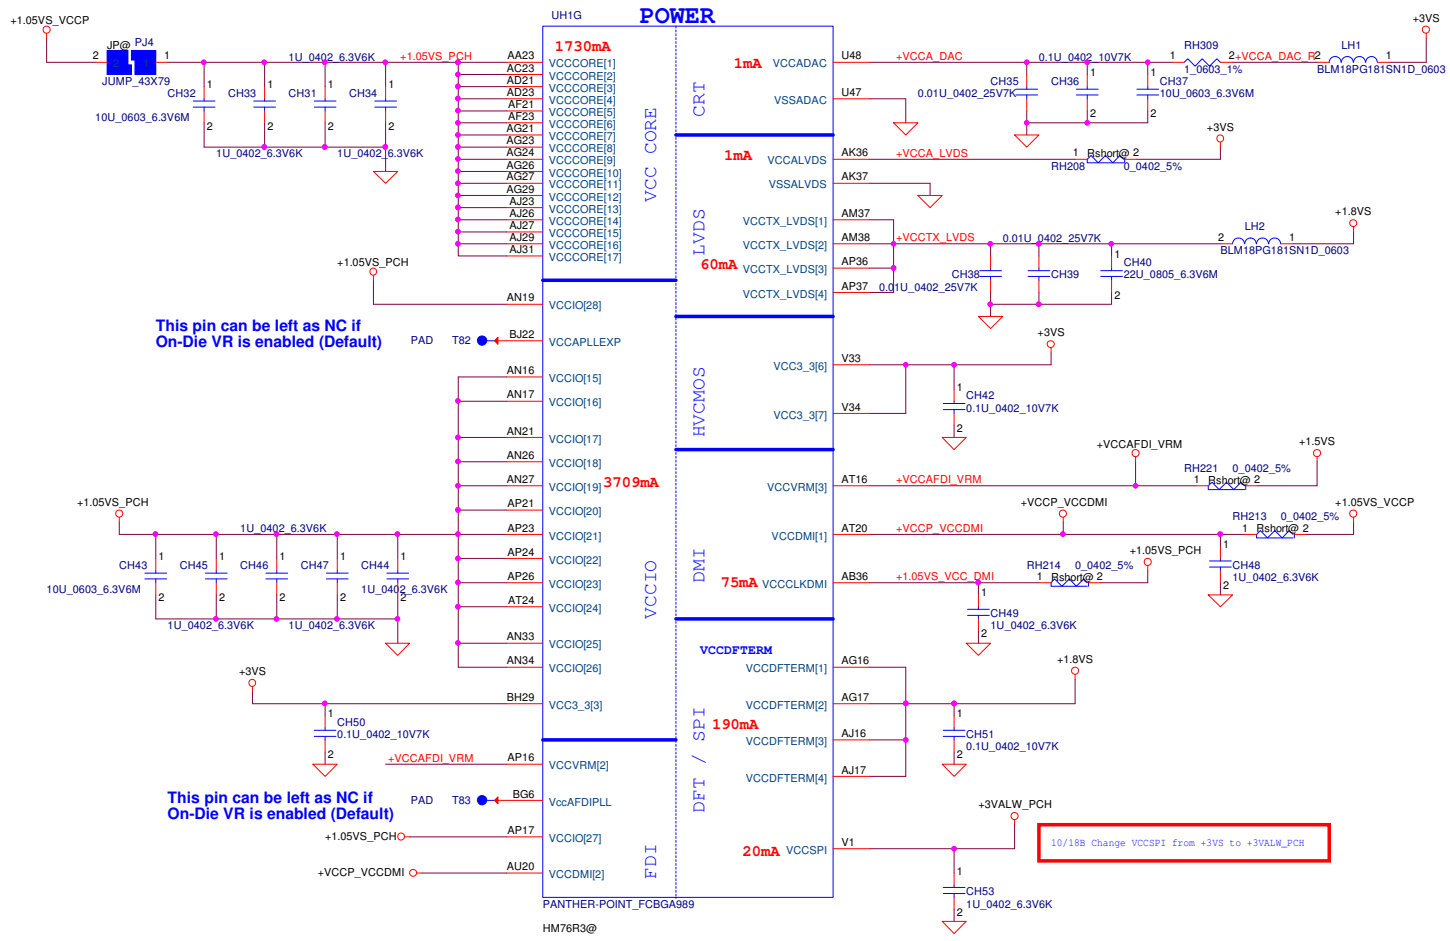 UH1G
POWER
+1.05VS_VCCP
JP@ PJ4
2 1
JUMP_43X79
1U_0402_6.3V6K
+1.05VS_PCH
CH32
CH33
CH31
CH34
10U_0603_6.3V6M
1U_0402_6.3V6K
1U_0402_6.3V6K
1730mA
AA23 VCCCORE[1]
AC23 VCCCORE[2]
AD21 VCCCORE[3]
AD23 VCCCORE[4]
AF21 VCCCORE[5]
AF23 VCCCORE[6]
AG21 VCCCORE[7]
AG23 VCCCORE[8]
AG24 VCCCORE[9]
AG26 VCCCORE[10]
AG27 VCCCORE[11]
AG29 VCCCORE[12]
AJ23 VCCCORE[13]
AJ26 VCCCORE[14]
AJ27 VCCCORE[15]
AJ29 VCCCORE[16]
AJ31 VCCCORE[17]
VCC CORE
+1.05VS_PCH
AN19 VCCIO[28]
This pin can be left as NC if
On-Die VR is enabled (Default)
PAD T82
BJ22 VCCAPLLEXP
AN16 VCCIO[15]
AN17 VCCIO[16]
AN21 VCCIO[17]
AN26 VCCIO[18]
AN27 VCCIO[19]
3709mA
AP21 VCCIO[20]
AP23 VCCIO[21]
AP24 VCCIO[22]
AP26 VCCIO[23]
AT24 VCCIO[24]
AN33 VCCIO[25]
AN34 VCCIO[26]
VCCIO
+1.05VS_PCH
1U_0402_6.3V6K
CH43
CH45
CH46
CH47
CH44
10U_0603_6.3V6M
1U_0402_6.3V6K
1U_0402_6.3V6K
1U_0402_6.3V6K
+3VS
BH29 VCC3_3[3]
CH50
0.1U_0402_10V7K
+VCCAFDI_VRM
AP16 VCCVRM[2]
This pin can be left as NC if
On-Die VR is enabled (Default)
PAD T83
BG6 VccAFDIPLL
+1.05VS_PCH
AP17 VCCIO[27]
+VCCP_VCCDMI
AU20 VCCDMI[2]
FDI
PANTHER-POINT_FCBGA989
HM76R3@
CRT
1mA
VCCADAC U48
+VCCA_DAC
VSSADAC U47
CH35
0.01U_0402_25V7K
0.1U_0402_10V7K
CH36
RH309
1_0603_1%
CH37
10U_0603_6.3V6M
+VCCA_DAC_R
2 LH1 1
BLM18PG181SN1D_0603
+3VS
1mA
VCCALVDS AK36
+VCCA_LVDS
1 Rshort@ 2
RH208 0_0402_5%
+3VS
VSSALVDS AK37
LVDS
VCCTX_LVDS[1] AM37
VCCTX_LVDS[2] AM38
60mA
VCCTX_LVDS[3] AP36
VCCTX_LVDS[4] AP37
+VCCTX_LVDS
0.01U_0402_25V7K
CH38
0.01U_0402_25V7K
CH39
CH40
22U_0805_6.3V6M
2 LH2 1
BLM18PG181SN1D_0603
+1.8VS
HVCMOS
VCC3_3[6] V33
VCC3_3[7] V34
+3VS
CH42
0.1U_0402_10V7K
+VCCAFDI_VRM
VCCVRM[3] AT16
+VCCAFDI_VRM
RH221 0_0402_5%
1 Rshort@ 2
+1.5VS
DMI
+VCCP_VCCDMI
VCCDMI[1] AT20
+VCCP_VCCDMI
RH213 0_0402_5%
1 Rshort@ 2
+1.05VS_VCCP
CH48
1U_0402_6.3V6K
75mA
VCCCLKDMI AB36
+1.05VS_VCC_DMI
RH214 0_0402_5%
1 Rshort@ 2
+1.05VS_PCH
CH49
1U_0402_6.3V6K
VCCDFTERM
VCCDFTERM[1] AG16
VCCDFTERM[2] AG17
190mA
VCCDFTERM[3] AJ16
VCCDFTERM[4] AJ17
DFT / SPI
+1.8VS
CH51
0.1U_0402_10V7K
20mA
VCCSPI V1
+3VALW_PCH
CH53
1U_0402_6.3V6K
10/18B Change VCCSPI from +3VS to +3VALW_PCH